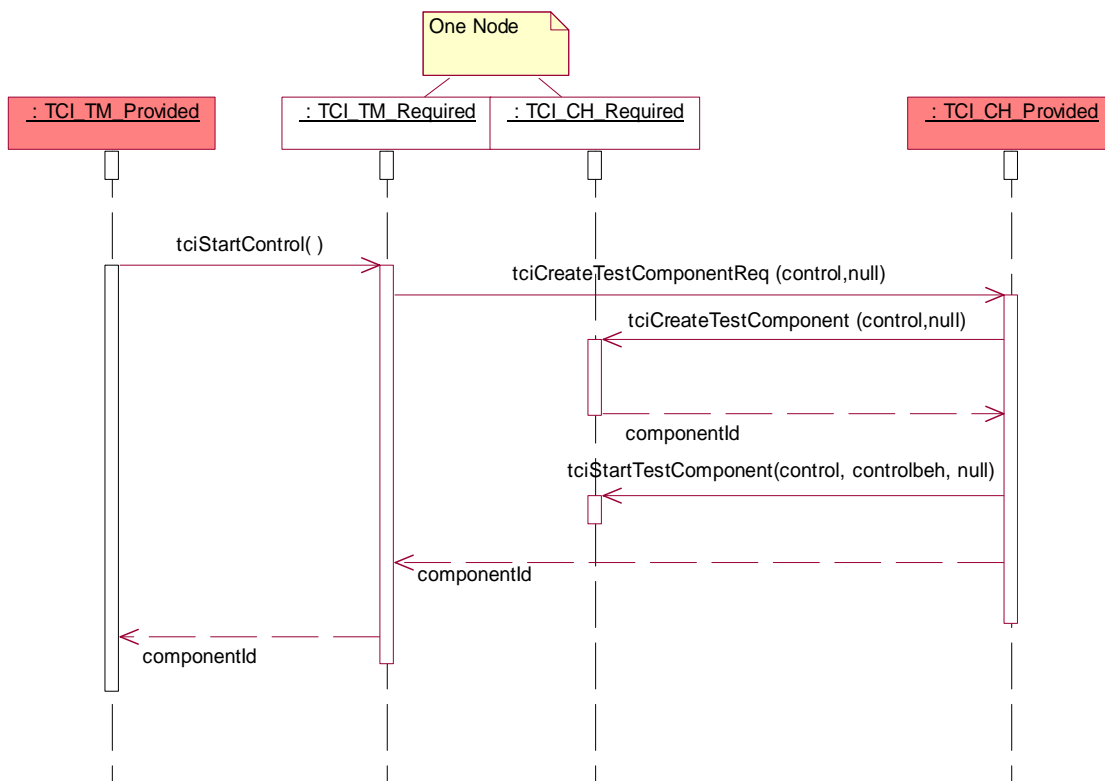 One Node
: TCI_TM_Provided
: TCI_TM_Required
: TCI_CH_Required
: TCI_CH_Provided
tciStartControl( )
tciCreateTestComponentReq (control,null)
tciCreateTestComponent (control,null)
componentId
tciStartTestComponent(control, controlbeh, null)
componentId
componentId